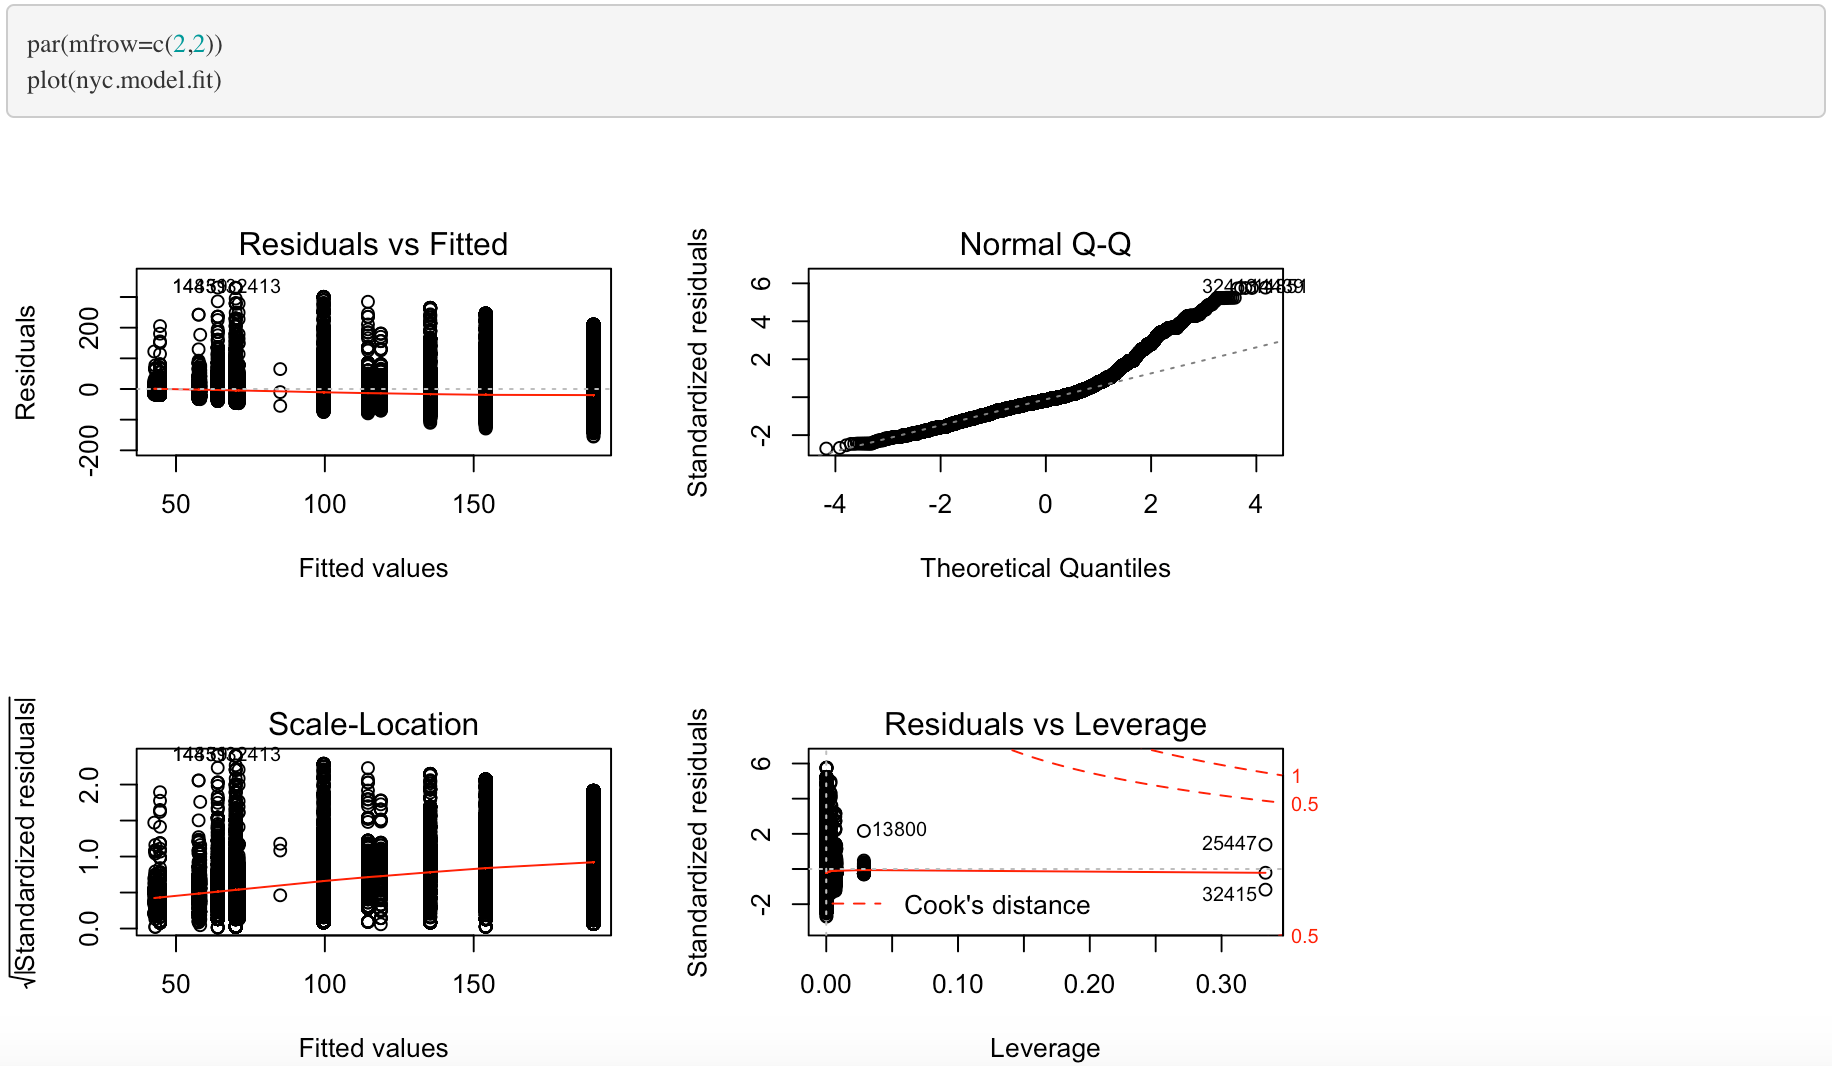 par(mfrow=c(2,2))
plot(nyc.model.fit)
Residuals vs Fitted
Residuals
200
0
-200
32413
50 100 150
Fitted values
Normal Q-Q
Standardized residuals
6
4
2
-2
-4 -2 0 2 4
Theoretical Quantiles
Scale-Location
√|Standardized residuals|
2.0
1.0
0.0
32413
50 100 150
Fitted values
Residuals vs Leverage
Standardized residuals
6
2
-2
1
0.5
13800
25447
32415
Cook's distance
0.5
0.00 0.10 0.20 0.30
Leverage